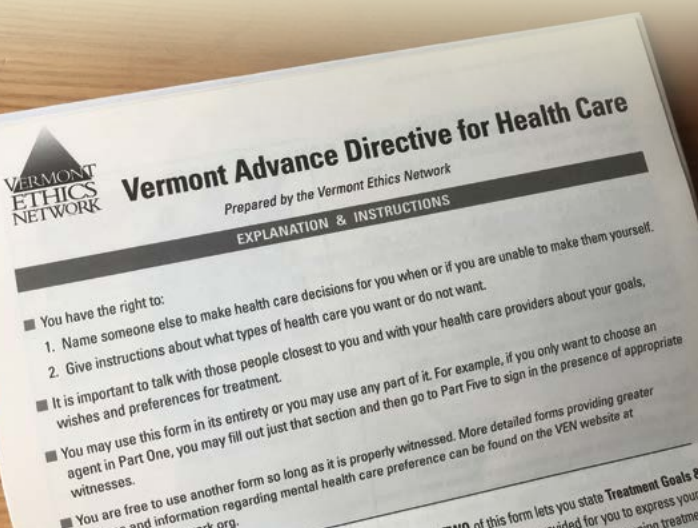 VERMONT
ETHICS
NETWORK
Vermont Advance Directive for Health Care
Prepared by the Vermont Ethics Network
EXPLANATION & INSTRUCTIONS
■ You have the right to:
1. Name someone else to make health care decisions for you when or if you are unable to make them yourself.
2. Give instructions about what types of health care you want or do not want.
■ It is important to talk with those people closest to you and with your health care providers about your goals,
wishes and preferences for treatment.
■ You may use this form in its entirety or you may use any part of it. For example, if you only want to choose an
agent in Part One, you may fill out just that section and then go to Part Five to sign in the presence of appropriate
witnesses.
■ You are free to use another form so long as it is properly witnessed. More detailed forms providing greater
and information regarding mental health care preference can be found on the VEN website at
org.
of this form lets you state Treatment Goals &
for you to express your